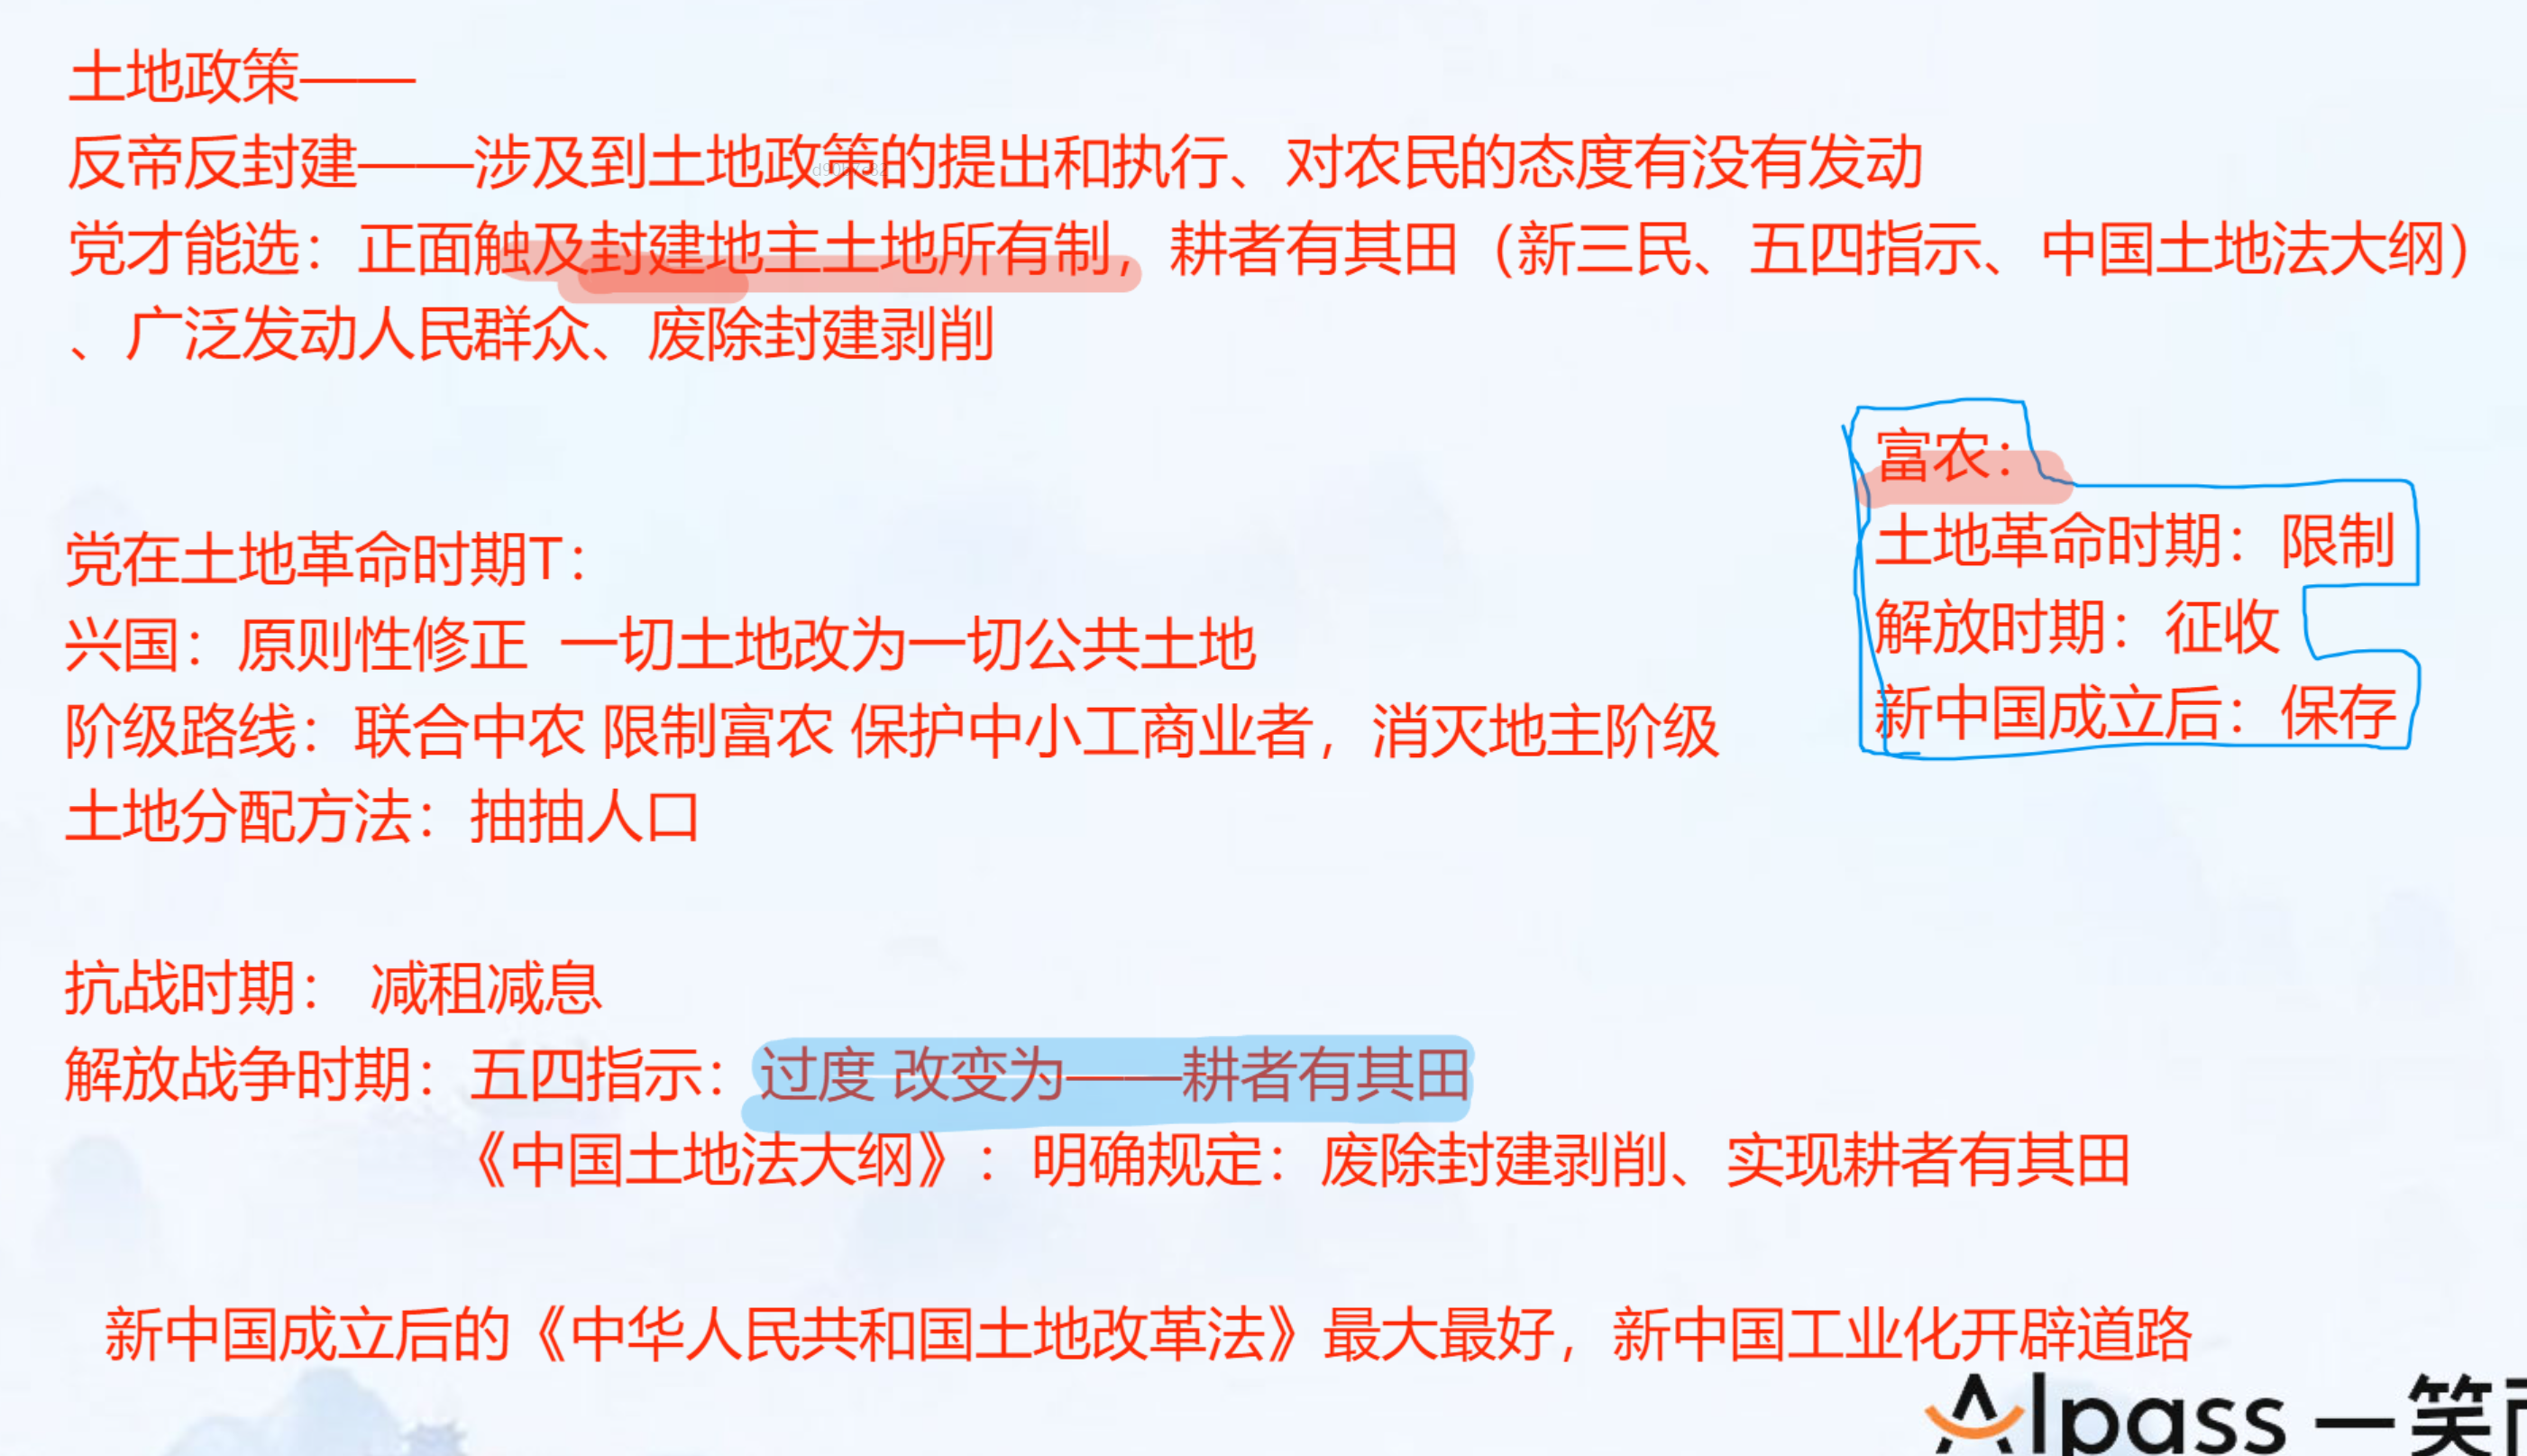 土地政策——
反帝反封建——涉及到土地政策的提出和执行、对农民的态度有没有发动
党才能选：正面触及封建地主土地所有制，耕者有其田（新三民、五四指示、中国土地法大纲）
、广泛发动人民群众、废除封建剥削
富农：
土地革命时期：限制
解放时期：征收
新中国成立后：保存
党在土地革命时期T：
兴国：原则性修正 一切土地改为一切公共土地
阶级路线：联合中农 限制富农 保护中小工商业者，消灭地主阶级
土地分配方法：抽抽人口
抗战时期： 减租减息
解放战争时期：五四指示：过度 改变为——耕者有其田
《中国土地法大纲》：明确规定：废除封建剥削、实现耕者有其田
新中国成立后的《中华人民共和国土地改革法》最大最好，新中国工业化开辟道路
AIpass 一笑